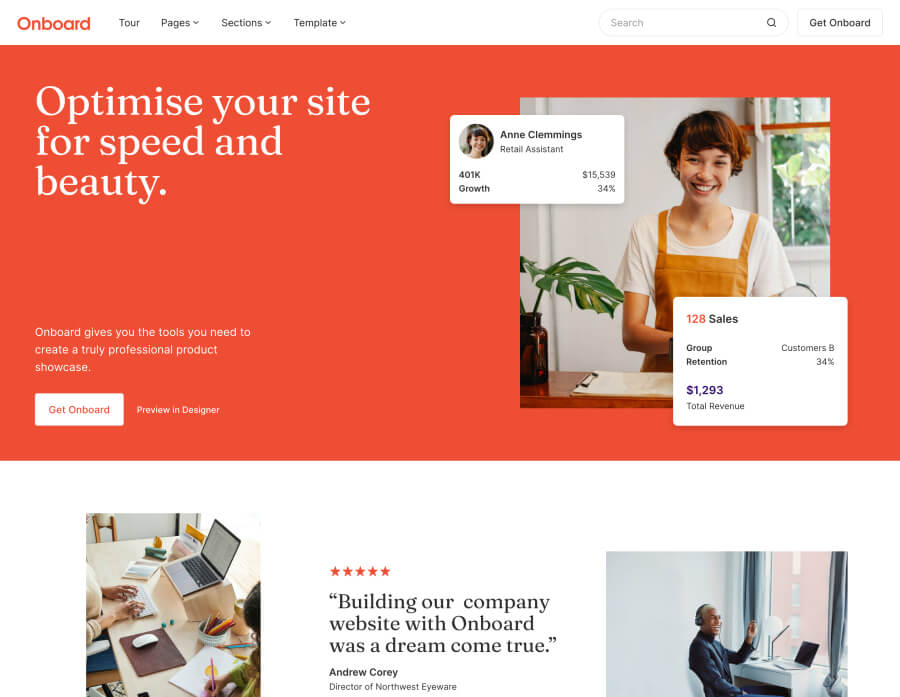 Onboard
Tour
Pages
Sections
Template
Search
Get Onboard
Optimise your site
for speed and
beauty.
Anne Clemmings
Retail Assistant
401K $15,539
Growth 34%
128 Sales
Group Customers B
Retention 34%
$1,293
Total Revenue
Onboard gives you the tools you need to
create a truly professional product
showcase.
Get Onboard
Preview in Designer
“Building our company
website with Onboard
was a dream come true.”
Andrew Corey
Director of Northwest Eyeware